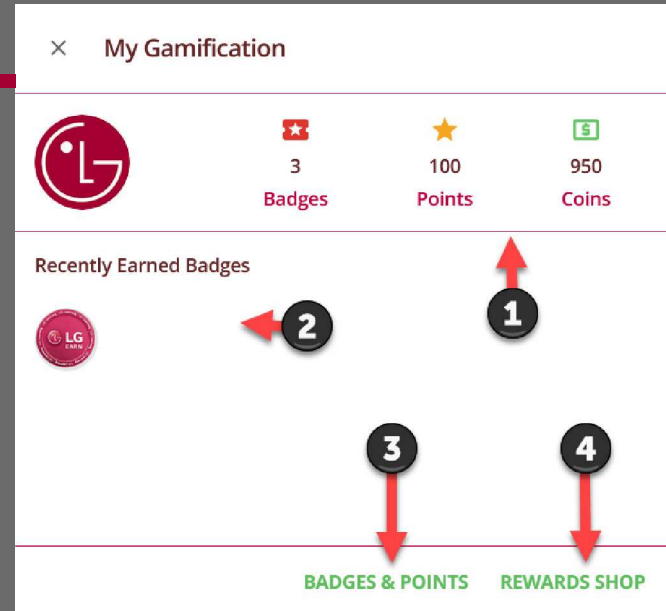 × My Gamification
3 100 950
Badges Points Coins
Recently Earned Badges
1
2
LG
EARN
3 4
BADGES & POINTS REWARDS SHOP